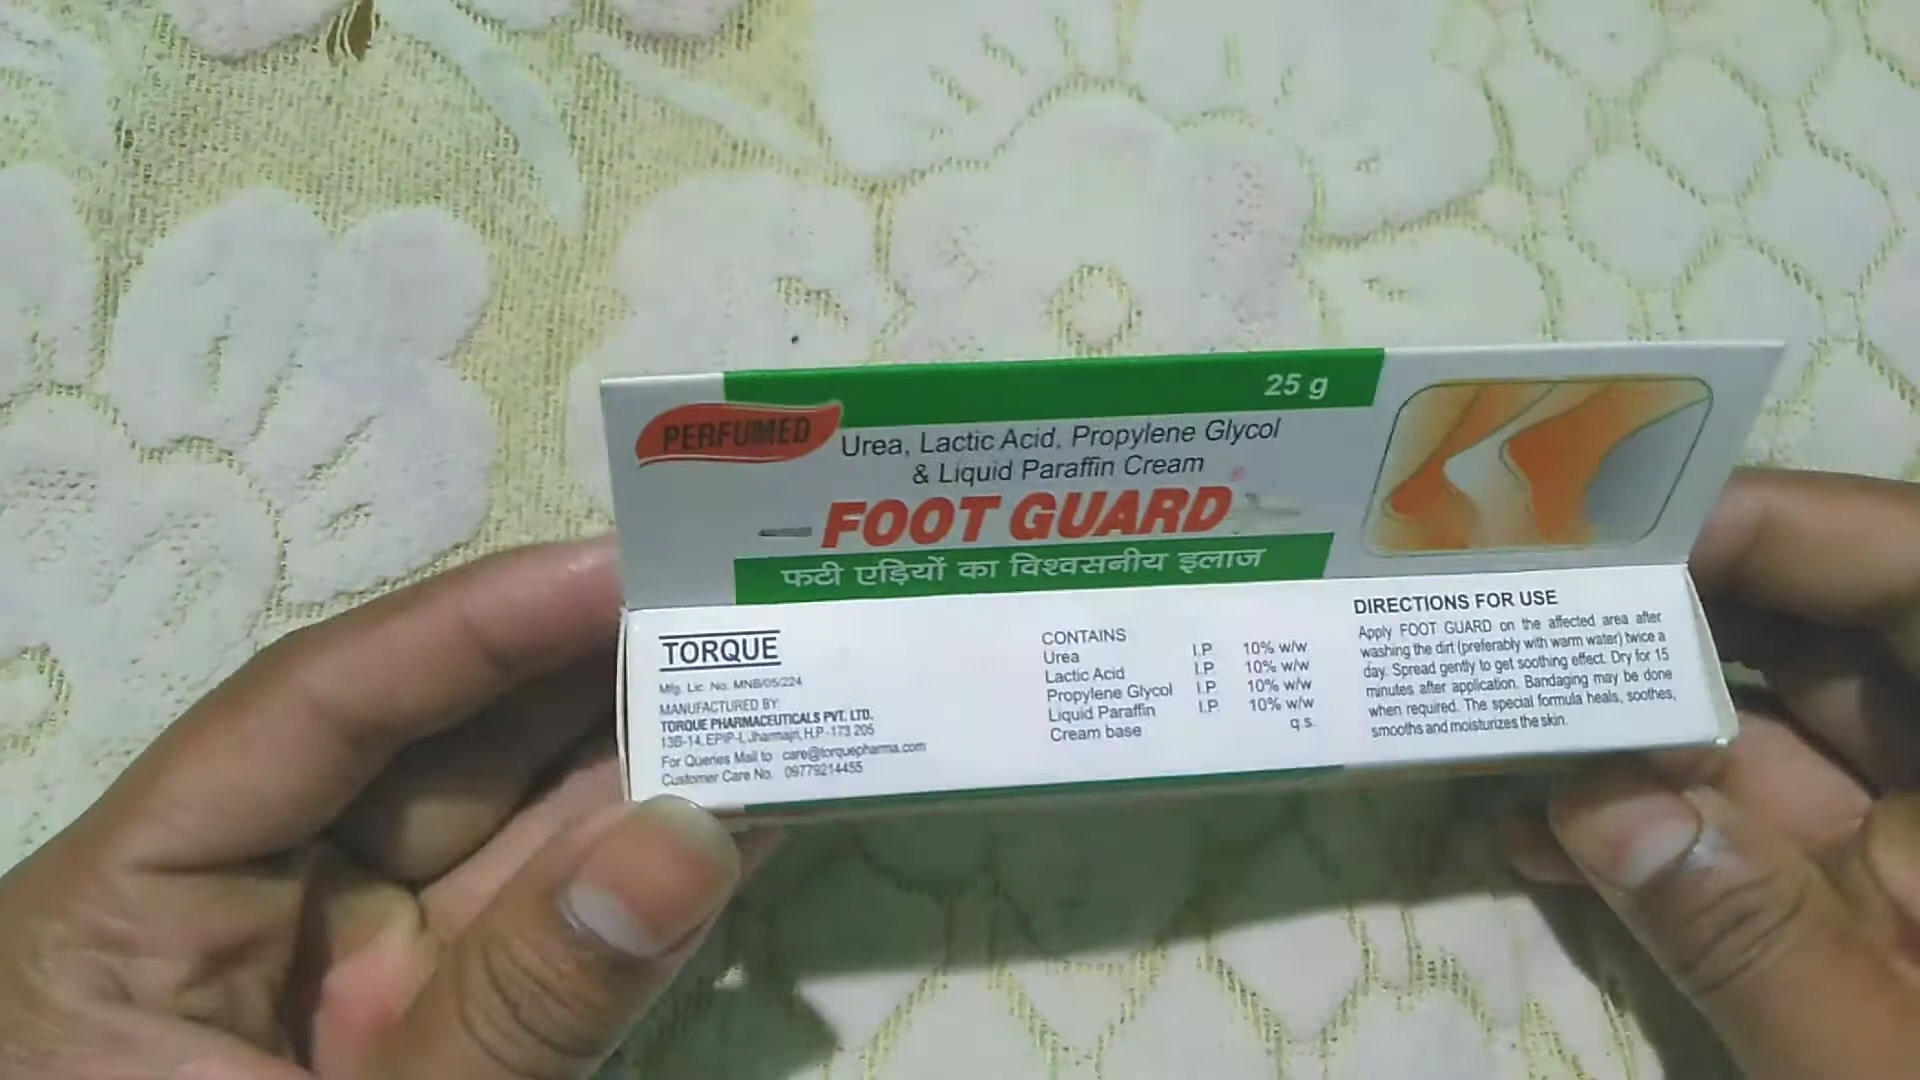 25 g
PERFUMED
Urea, Lactic Acid, Propylene Glycol
& Liquid Paraffin Cream
FOOT GUARD®
फटी एड़ियों का विश्वसनीय इलाज
TORQUE
Mfg. Lic. No. MNB/05/224
MANUFACTURED BY:
TORQUE PHARMACEUTICALS PVT. LTD.
13B-14, EPIP-I, Jharmajri, H.P.-173 205
For Queries Mail to care@torquepharma.com
Customer Care No. 09779214455
CONTAINS
Urea I.P. 10% w/w
Lactic Acid I.P. 10% w/w
Propylene Glycol I.P. 10% w/w
Liquid Paraffin I.P. 10% w/w
Cream base q.s.
DIRECTIONS FOR USE
Apply FOOT GUARD on the affected area after
washing the dirt (preferably with warm water) twice a
day. Spread gently to get soothing effect. Dry for 15
minutes after application. Bandaging may be done
when required. The special formula heals, soothes,
smooths and moisturizes the skin.